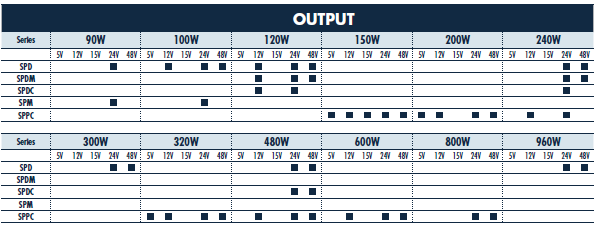 OUTPUT
Series 90W 100W 120W 150W 200W 240W
5V 12V 15V 24V 48V 5V 12V 15V 24V 48V 5V 12V 15V 24V 48V 5V 12V 15V 24V 48V 5V 12V 15V 24V 48V 5V 12V 15V 24V 48V
SPD
SPDM
SPDC
SPM
SPPC
Series 300W 320W 480W 600W 800W 960W
5V 12V 15V 24V 48V 5V 12V 15V 24V 48V 5V 12V 15V 24V 48V 5V 12V 15V 24V 48V 5V 12V 15V 24V 48V 5V 12V 15V 24V 48V
SPD
SPDM
SPDC
SPM
SPPC